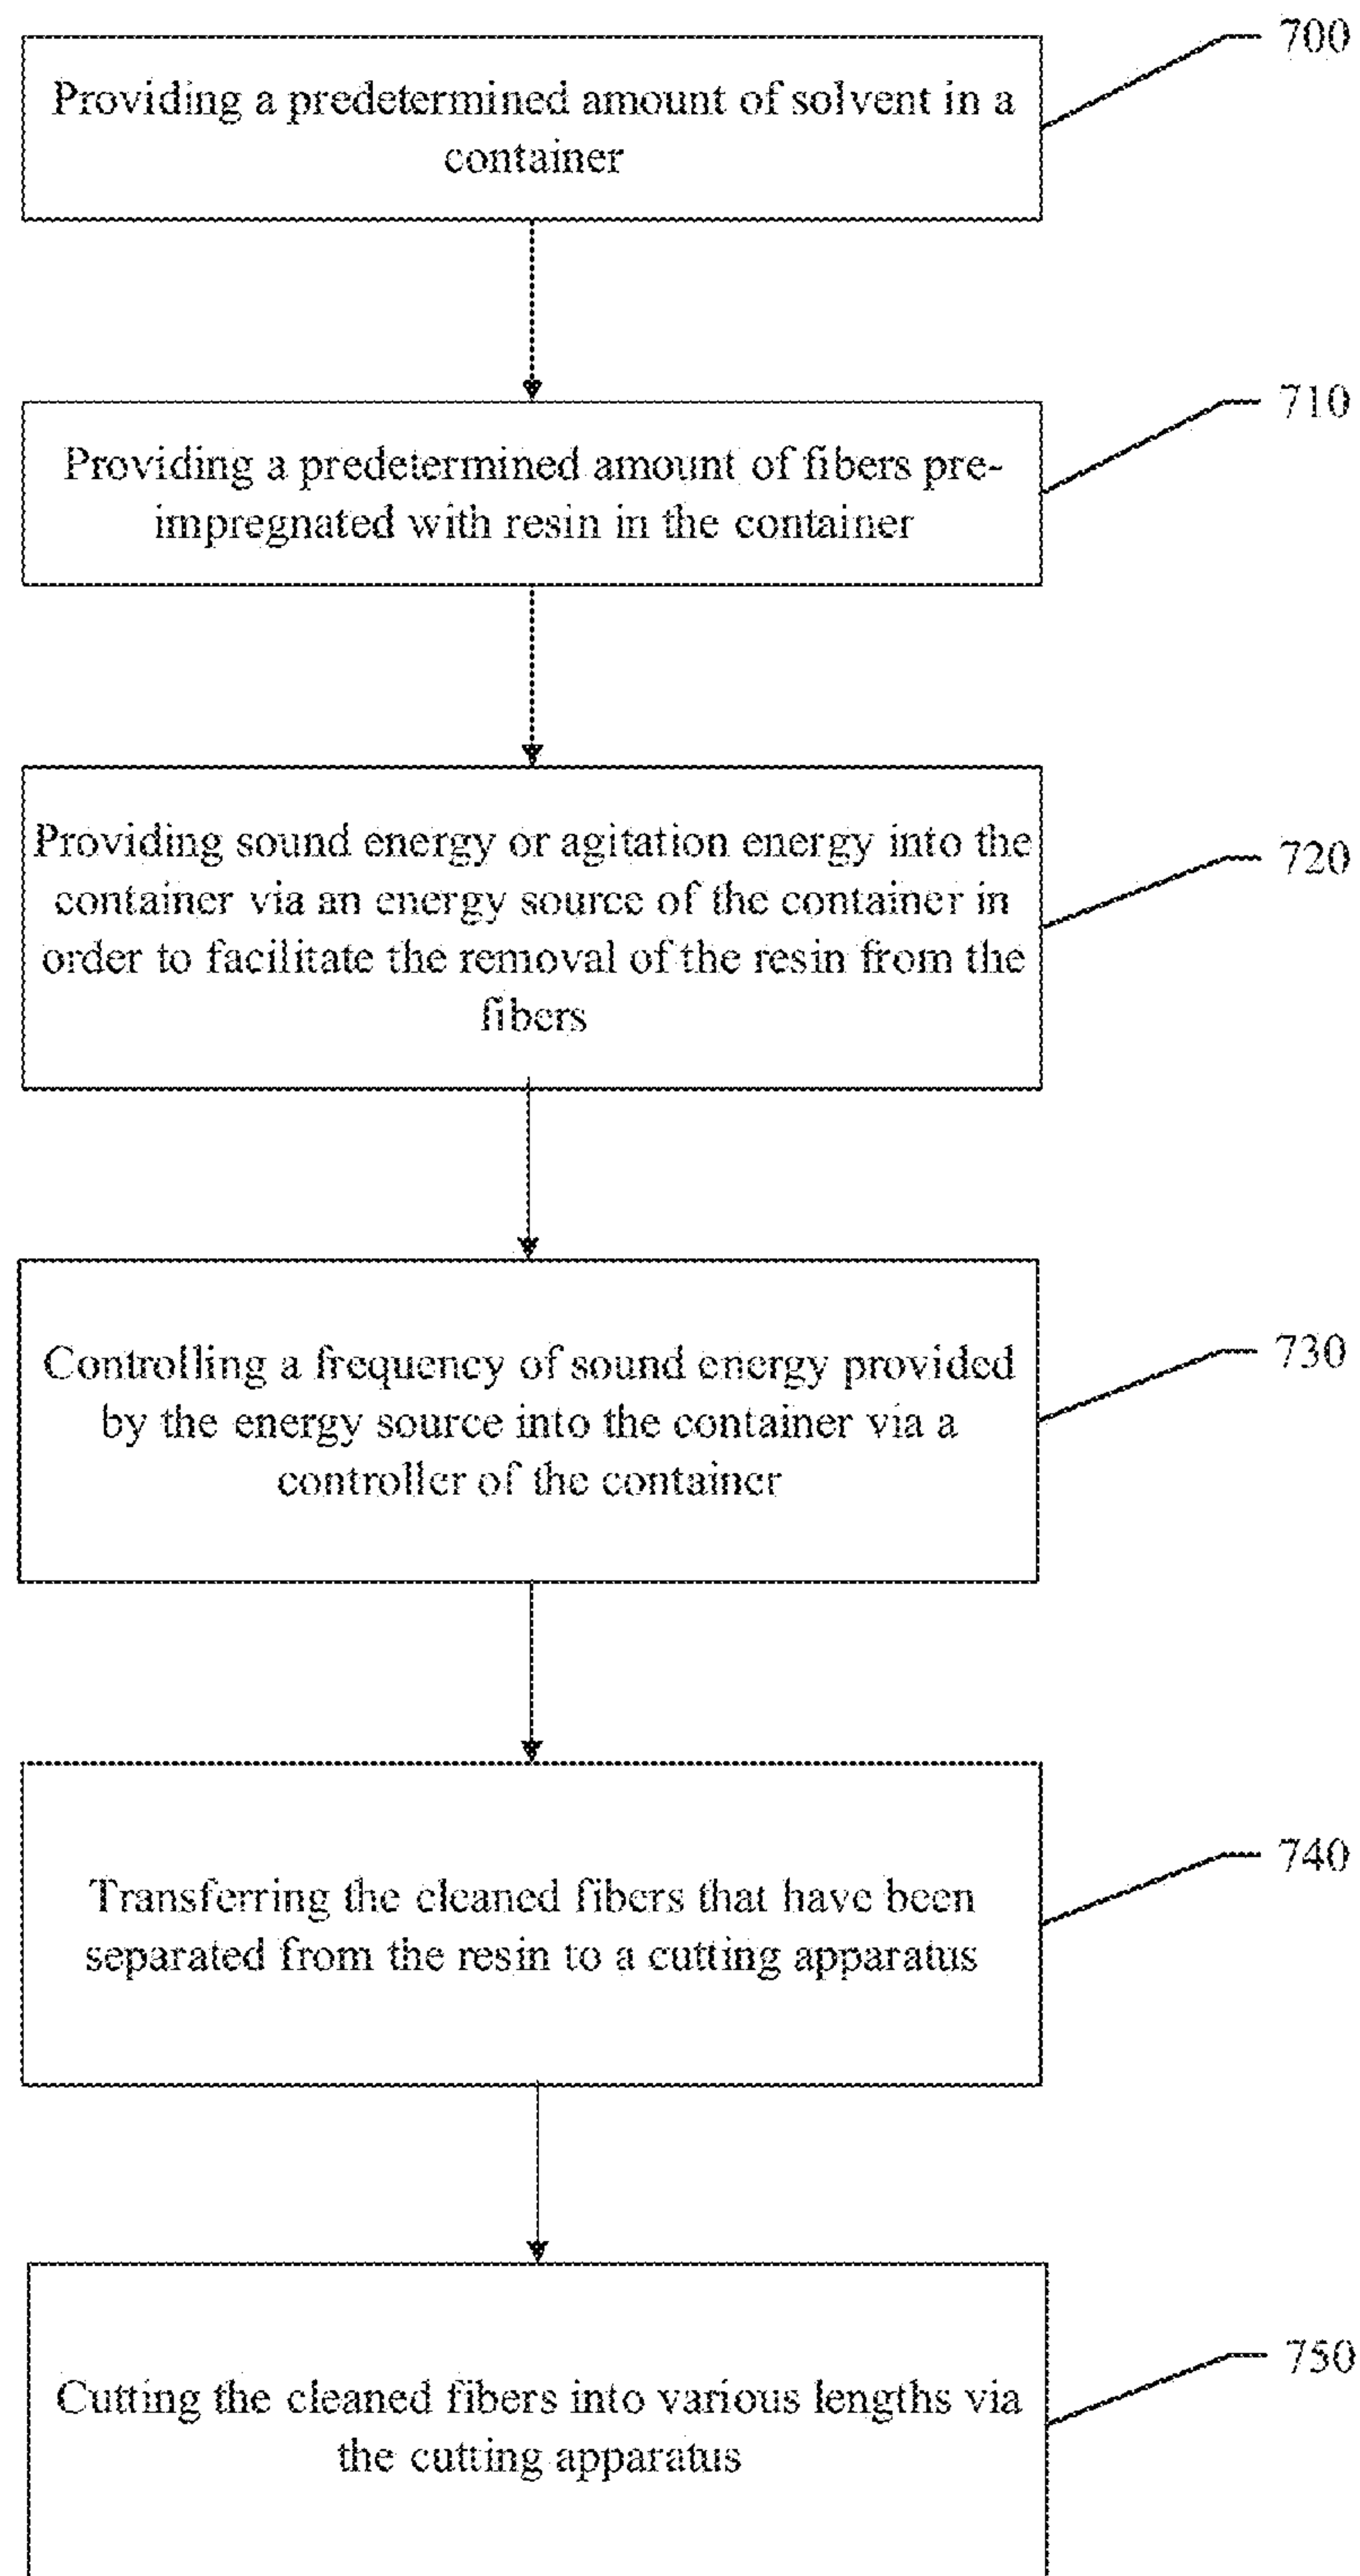 700
Providing a predetermined amount of solvent in a
container
710
Providing a predetermined amount of fibers pre-
impregnated with resin in the container
720
Providing sound energy or agitation energy into the
container via an energy source of the container in
order to facilitate the removal of the resin from the
fibers
730
Controlling a frequency of sound energy provided
by the energy source into the container via a
controller of the container
740
Transferring the cleaned fibers that have been
separated from the resin to a cutting apparatus
750
Cutting the cleaned fibers into various lengths via
the cutting apparatus